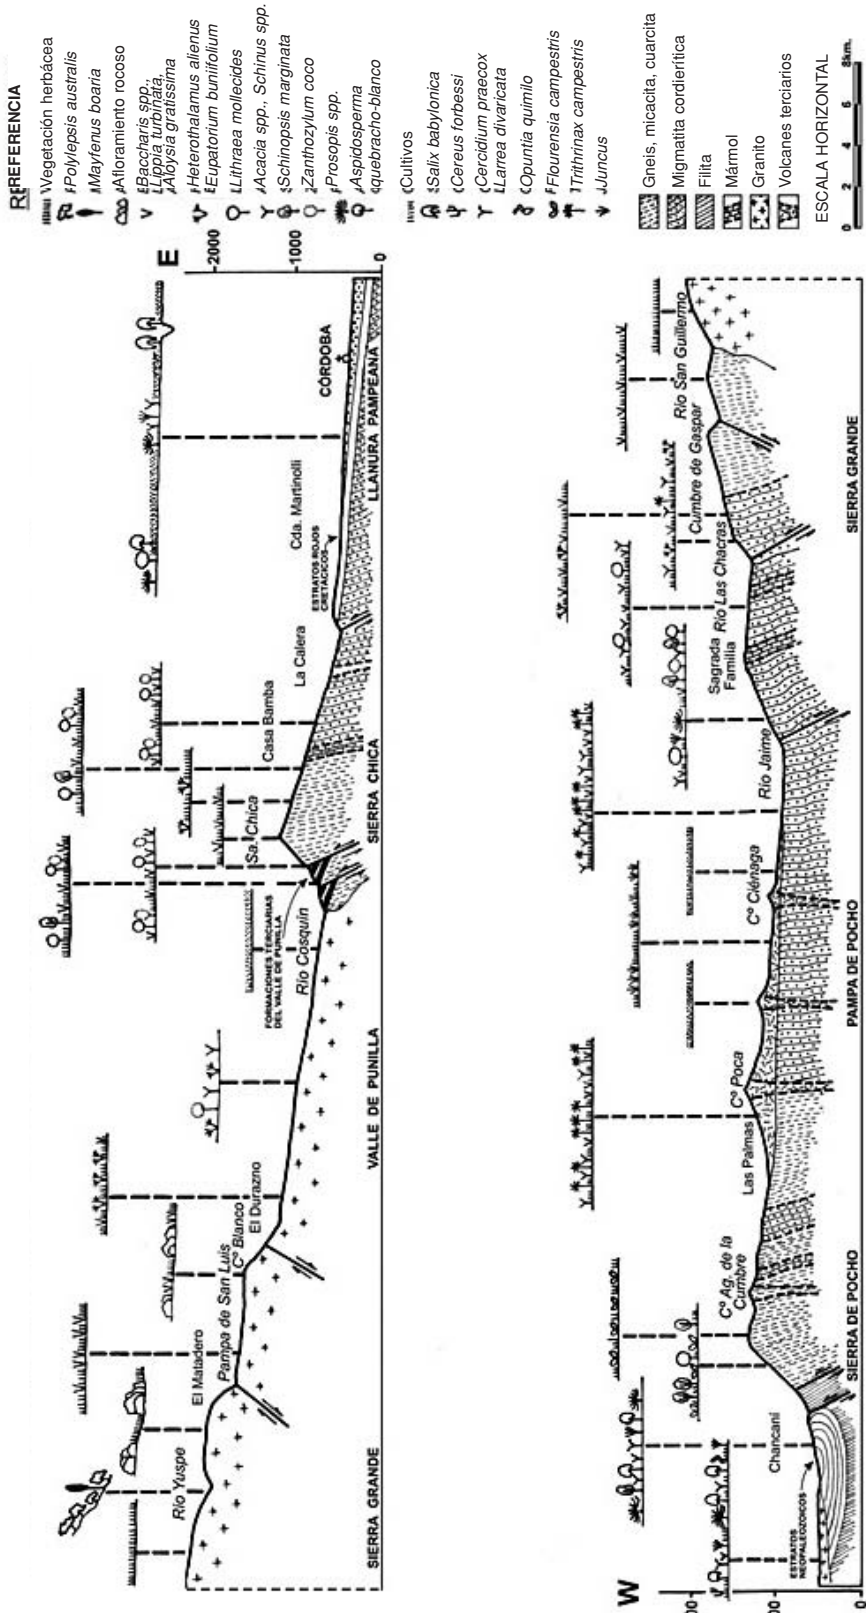 REFERENCIA
Vegetación herbácea
Polylepsis australis
Mayfenus boaria
Afloramiento rocoso
Baccharis spp.,
Lippia turbinata,
Aloysia gratissima
Heterothalamus alienus
Eupatorium buniifolium
Lithraea mollecides
Acacia spp., Schinus spp.
Schinopsis marginata
Zanthozylum coco
Prosopis spp.
Aspidosperma
quebracho-blanco
Cultivos
Salix babylonica
Cereus forbessi
Cercidium praecox
Larrea divaricata
Opuntia quimilo
Flourensia campestris
Trithrinax campestris
Juncus
Gneis, micacita, cuarcita
Migmatita cordierítica
Filita
Mármol
Granito
Volcanes terciarios
ESCALA HORIZONTAL
0 2 4 6 8km.
E
2000
1000
0
El Matadero
Río Yuspe
Pampa de San Luis
Cº Blanco
El Durazno
Río Cosquín
FORMACIONES TERCIARIAS
DEL VALLE DE PUNILLA
Sa. Chica
Casa Bamba
La Calera
ESTRATOS ROJOS
CRETACICOS
Cda. Martinolli
CÓRDOBA
SIERRA GRANDE
VALLE DE PUNILLA
SIERRA CHICA
LLANURA PAMPEANA
W
ESTRATOS
NEOPALEOZOICOS
Chancaní
Cº Ag. de la
Cumbre
Las Palmas
Cº Poca
Cº Ciénaga
Río Jaime
Sagrada
Familia
Río Las Chacras
Cumbre de Gaspar
Río San Guillermo
SIERRA DE POCHO
PAMPA DE POCHO
SIERRA GRANDE